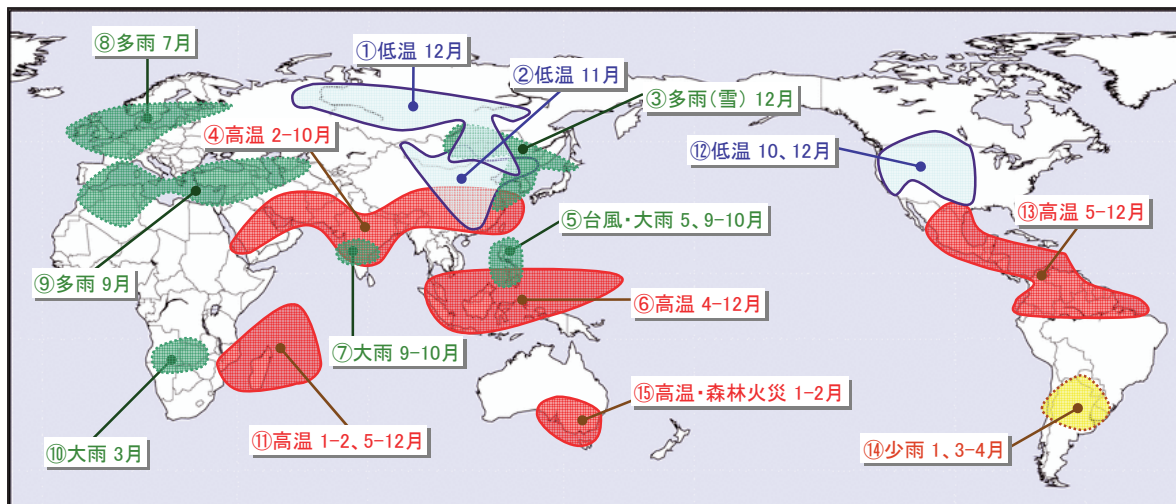 ⑧多雨 7月
①低温 12月
②低温 11月
③多雨(雪) 12月
④高温 2-10月
⑫低温 10、12月
⑤台風・大雨 5、9-10月
⑬高温 5-12月
⑨多雨 9月
⑥高温 4-12月
⑦大雨 9-10月
⑮高温・森林火災 1-2月
⑩大雨 3月
⑪高温 1-2、5-12月
⑭少雨 1、3-4月